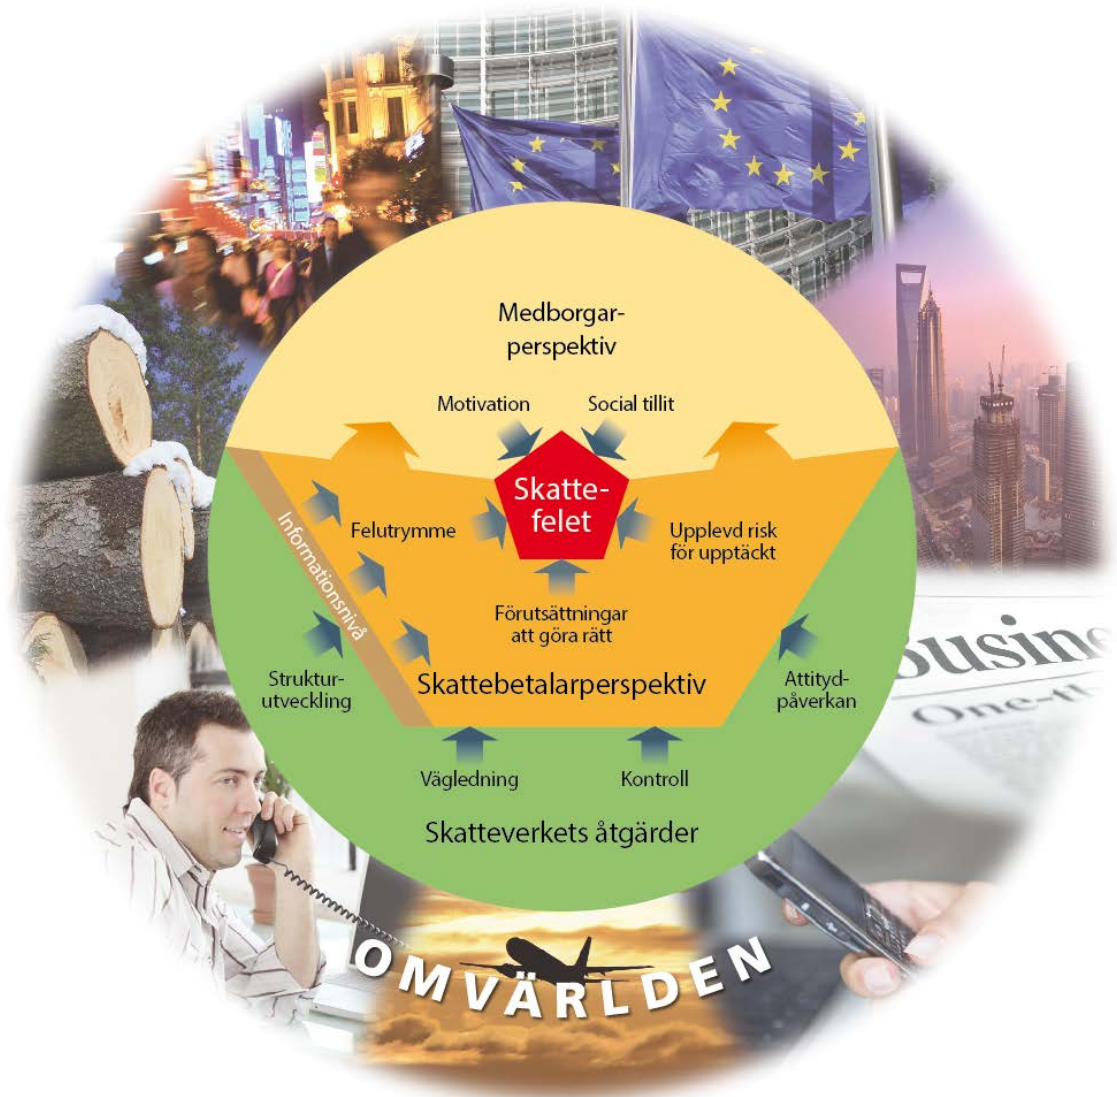 Medborgar-
perspektiv
Motivation
Social tillit
Skatte-
felet
Informationsnivå
Felutrymme
Upplevd risk
för upptäckt
Förutsättningar
att göra rätt
Struktur-
utveckling
Skattebetalarperspektiv
Attityd-
påverkan
Vägledning
Kontroll
Skatteverkets åtgärder
OMVÄRLDEN